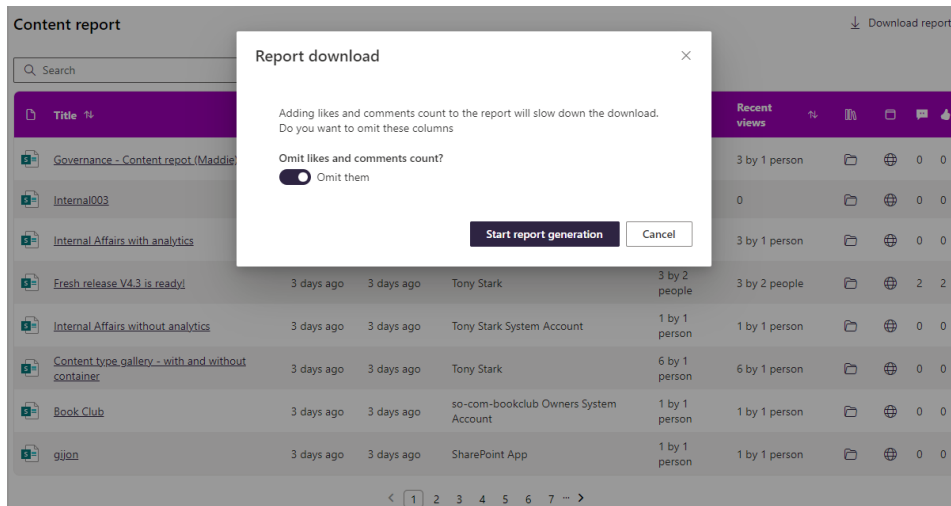 Content report
Download report
Search
Report download
Adding likes and comments count to the report will slow down the download.
Do you want to omit these columns
Omit likes and comments count?
Omit them
Start report generation Cancel
Title Recent views
Governance - Content repot (Maddie) 3 by 1 person 0 0
Internal003 0 0 0
Internal Affairs with analytics 3 by 1 person 0 0
Fresh release V4.3 is ready! 3 days ago 3 days ago Tony Stark 3 by 2 people 3 by 2 people 2 2
Internal Affairs without analytics 3 days ago 3 days ago Tony Stark System Account 1 by 1 person 1 by 1 person 0 0
Content type gallery - with and without container 3 days ago 3 days ago Tony Stark 6 by 1 person 6 by 1 person 0 0
Book Club 3 days ago 3 days ago so-com-bookclub Owners System Account 1 by 1 person 1 by 1 person 0 0
gijon 3 days ago 3 days ago SharePoint App 1 by 1 person 1 by 1 person 0 0
< 1 2 3 4 5 6 7 ... >